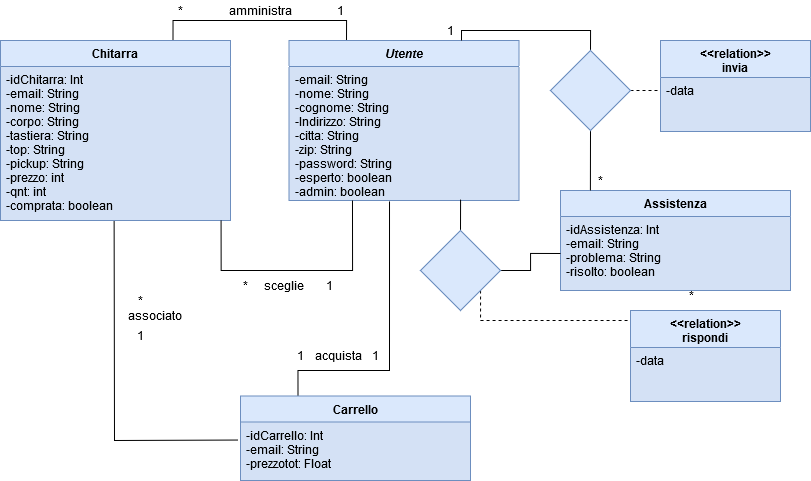 * amministra 1
Chitarra
-idChitarra: Int
-email: String
-nome: String
-corpo: String
-tastiera: String
-top: String
-pickup: String
-prezzo: int
-qnt: int
-comprata: boolean
Utente
-email: String
-nome: String
-cognome: String
-Indirizzo: String
-citta: String
-zip: String
-password: String
-esperto: boolean
-admin: boolean
1
<<relation>>
invia
-data
*
Assistenza
-idAssistenza: Int
-email: String
-problema: String
-risolto: boolean
*
* sceglie 1
*
associato
1
<<relation>>
rispondi
-data
1 acquista 1
Carrello
-idCarrello: Int
-email: String
-prezzotot: Float